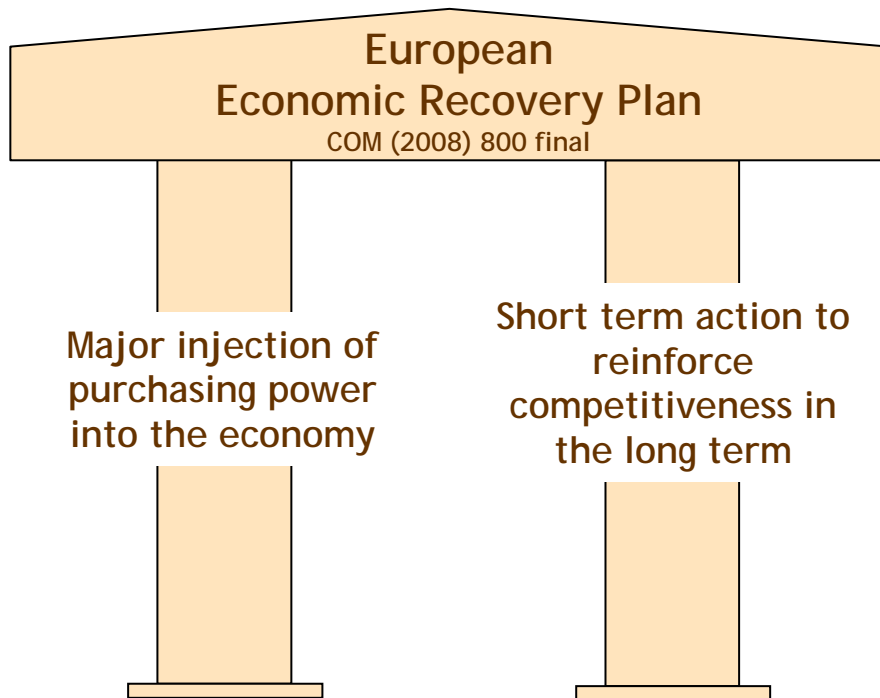 European
Economic Recovery Plan
COM (2008) 800 final
Major injection of
purchasing power
into the economy
Short term action to
reinforce
competitiveness in
the long term